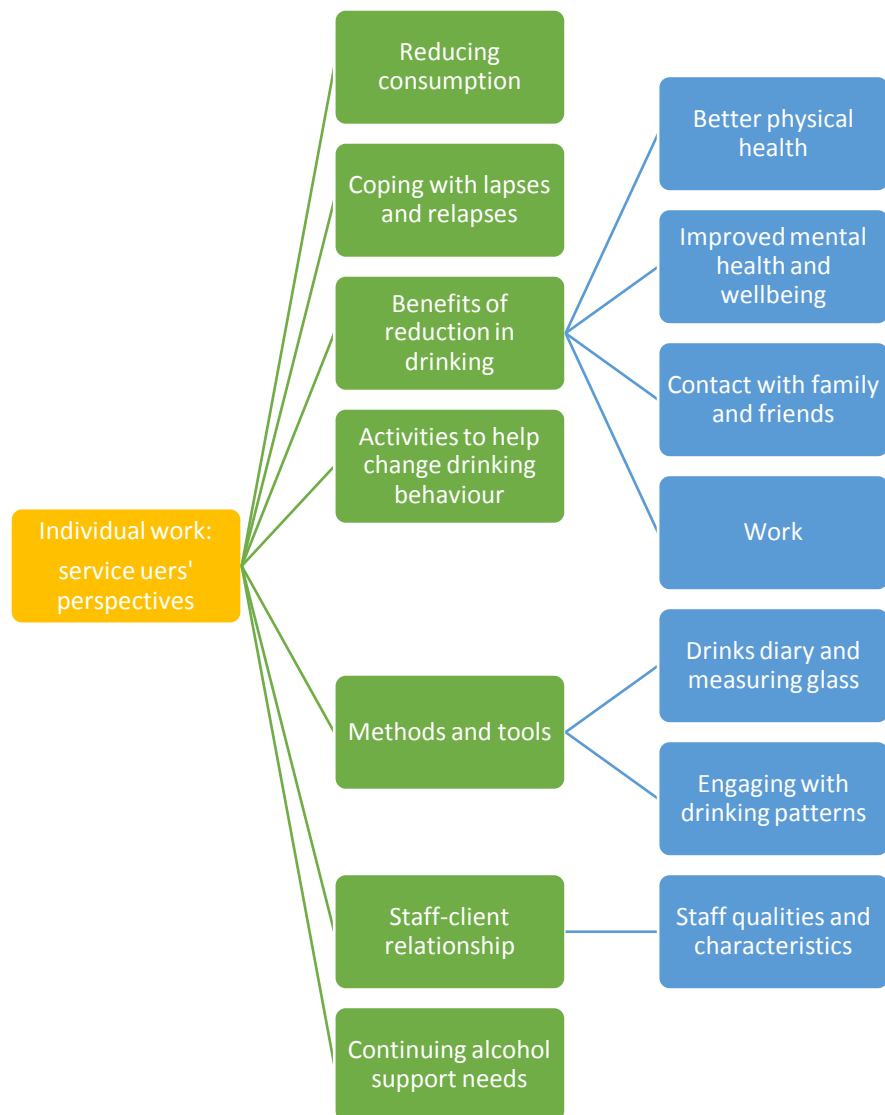 Individual work:
service uers'
perspectives
Reducing
consumption
Coping with lapses
and relapses
Benefits of
reduction in
drinking
Activities to help
change drinking
behaviour
Methods and tools
Staff-client
relationship
Continuing alcohol
support needs
Better physical
health
Improved mental
health and
wellbeing
Contact with family
and friends
Work
Drinks diary and
measuring glass
Engaging with
drinking patterns
Staff qualities and
characteristics